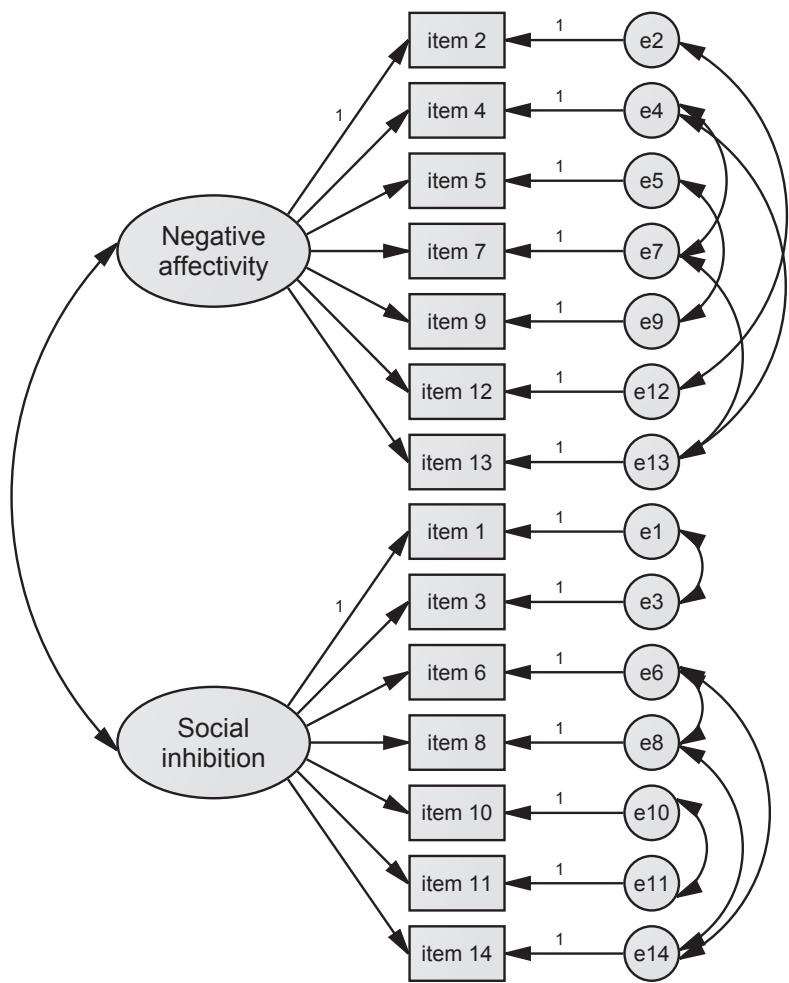 item 2
1
e2
item 4
1
e4
1
item 5
1
e5
Negative
affectivity
item 7
1
e7
item 9
1
e9
item 12
1
e12
item 13
1
e13
item 1
1
e1
1
item 3
1
e3
item 6
1
e6
Social
inhibition
item 8
1
e8
item 10
1
e10
item 11
1
e11
item 14
1
e14